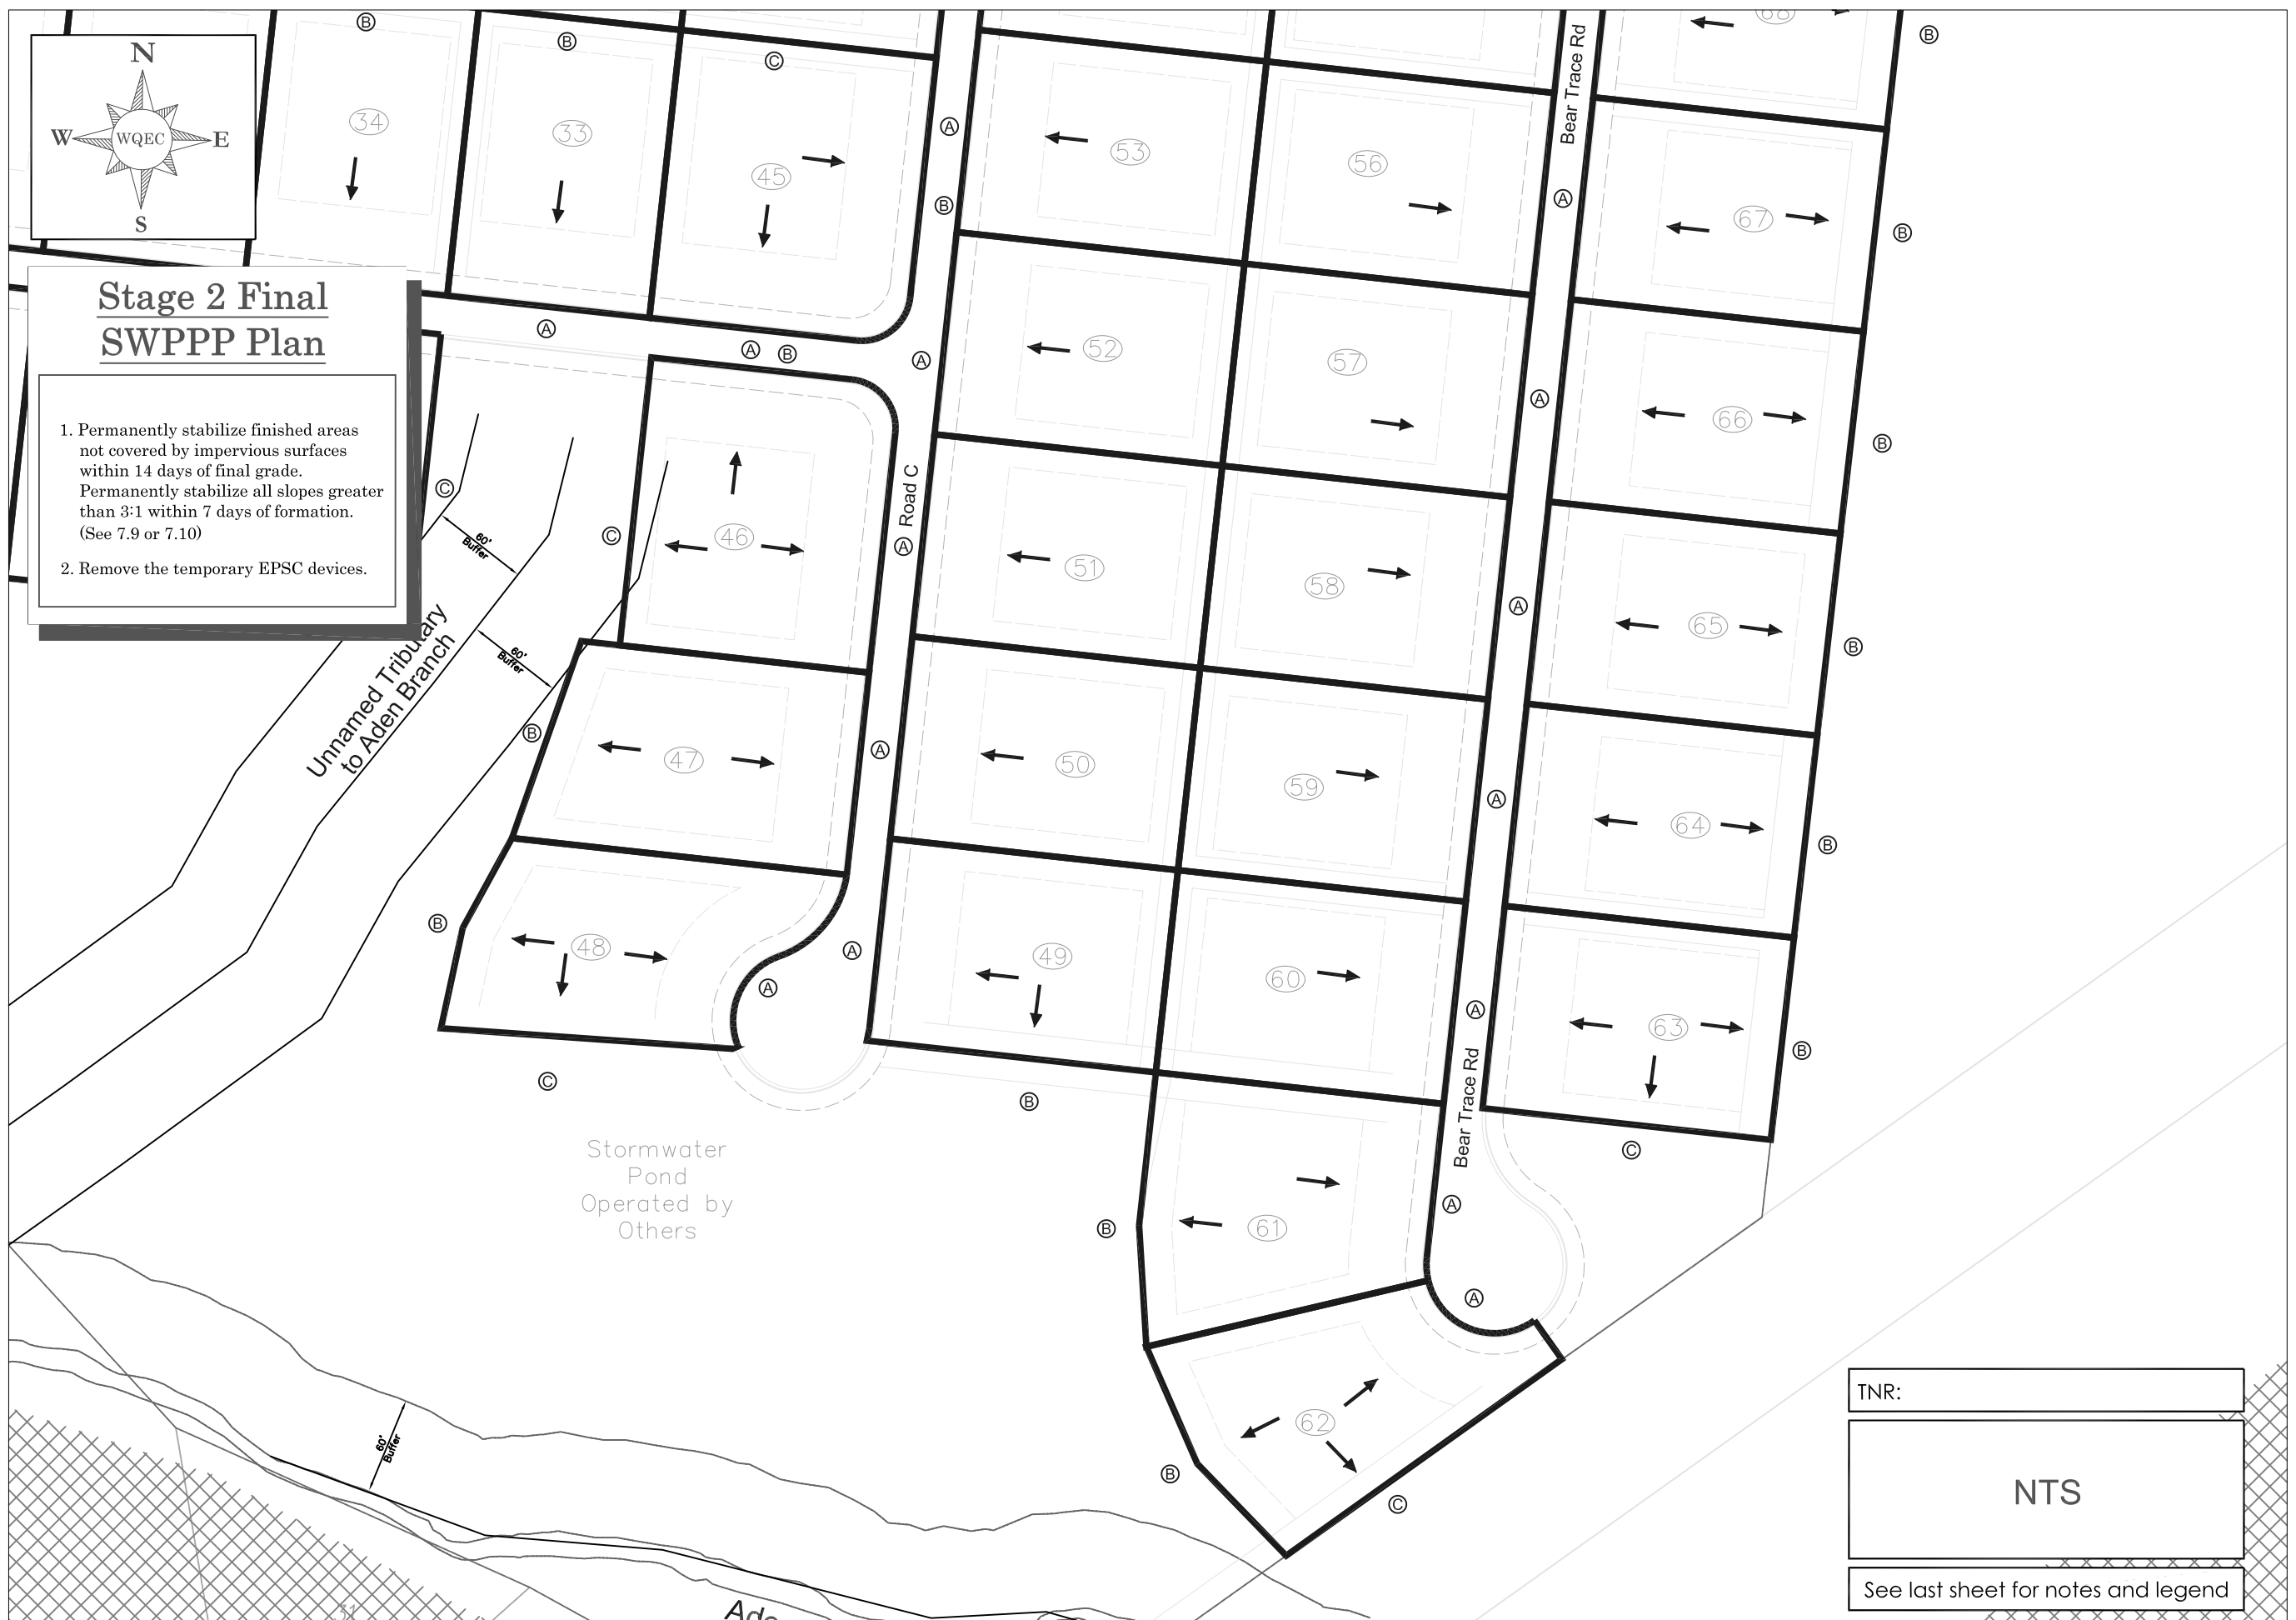 N
W WQEC E
S
Stage 2 Final
SWPPP Plan
1. Permanently stabilize finished areas
not covered by impervious surfaces
within 14 days of final grade.
Permanently stabilize all slopes greater
than 3:1 within 7 days of formation.
(See 7.9 or 7.10)
2. Remove the temporary EPSC devices.
B
B
C
34
33
45
A
B
53
56
Bear Trace Rd
A
68
B
67
B
A
A
B
A
52
57
A
66
B
C
60'
Buffer
C
46
Road C
A
51
58
A
65
B
Unnamed Tributary
to Aden Branch
60'
Buffer
B
47
A
50
59
A
64
B
B
48
A
A
49
60
A
63
B
C
B
Bear Trace Rd
C
Stormwater
Pond
Operated by
Others
B
61
A
A
62
B
C
60'
Buffer
31
TNR:
NTS
See last sheet for notes and legend